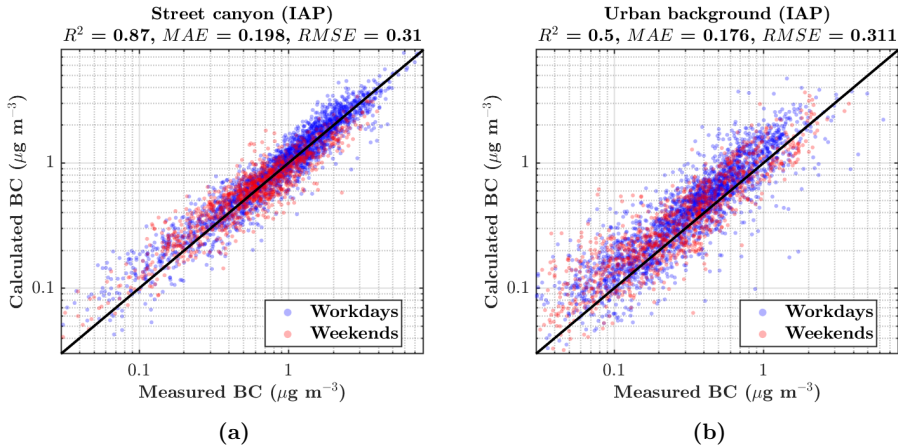 Street canyon (IAP)
R² = 0.87, MAE = 0.198, RMSE = 0.31
Calculated BC (μg m⁻³)
1
0.1
Workdays
Weekends
0.1
1
Measured BC (μg m⁻³)
(a)
Urban background (IAP)
R² = 0.5, MAE = 0.176, RMSE = 0.311
Calculated BC (μg m⁻³)
1
0.1
Workdays
Weekends
0.1
1
Measured BC (μg m⁻³)
(b)